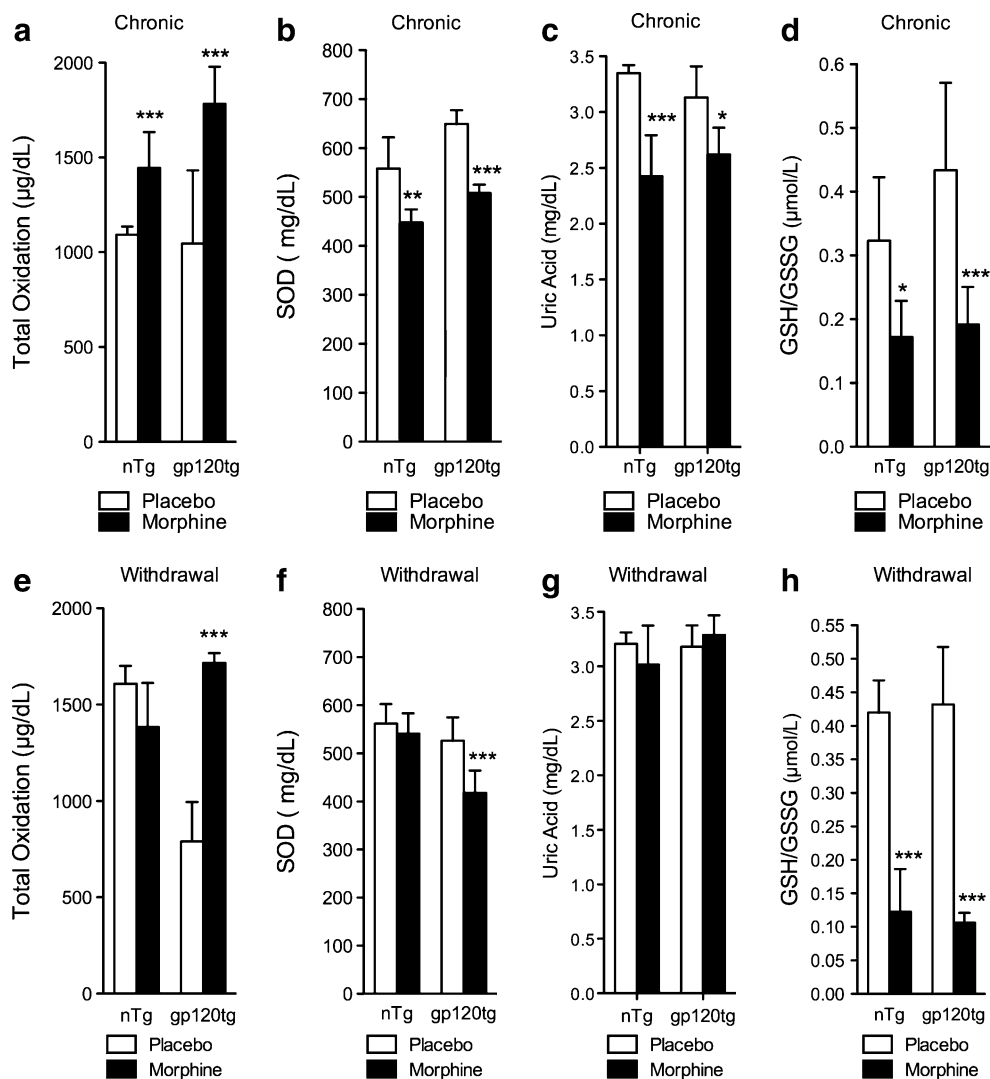 a
Chronic
Total Oxidation (µg/dL)
2000
1500
1000
500
0
***
***
nTg
gp120tg
Placebo
Morphine
b
Chronic
SOD ( mg/dL)
800
700
600
500
400
300
200
100
0
**
***
nTg
gp120tg
Placebo
Morphine
c
Chronic
Uric Acid (mg/dL)
3.5
3.0
2.5
2.0
1.5
1.0
0.5
0.0
***
*
nTg
gp120tg
Placebo
Morphine
d
Chronic
GSH/GSSG (µmol/L)
0.6
0.5
0.4
0.3
0.2
0.1
0.0
*
***
nTg
gp120tg
Placebo
Morphine
e
Withdrawal
Total Oxidation (µg/dL)
2000
1500
1000
500
0
***
nTg
gp120tg
Placebo
Morphine
f
Withdrawal
SOD ( mg/dL)
800
700
600
500
400
300
200
100
0
***
nTg
gp120tg
Placebo
Morphine
g
Withdrawal
Uric Acid (mg/dL)
3.5
3.0
2.5
2.0
1.5
1.0
0.5
0.0
nTg
gp120tg
Placebo
Morphine
h
Withdrawal
GSH/GSSG (µmol/L)
0.55
0.50
0.45
0.40
0.35
0.30
0.25
0.20
0.15
0.10
0.05
0.00
***
***
nTg
gp120tg
Placebo
Morphine